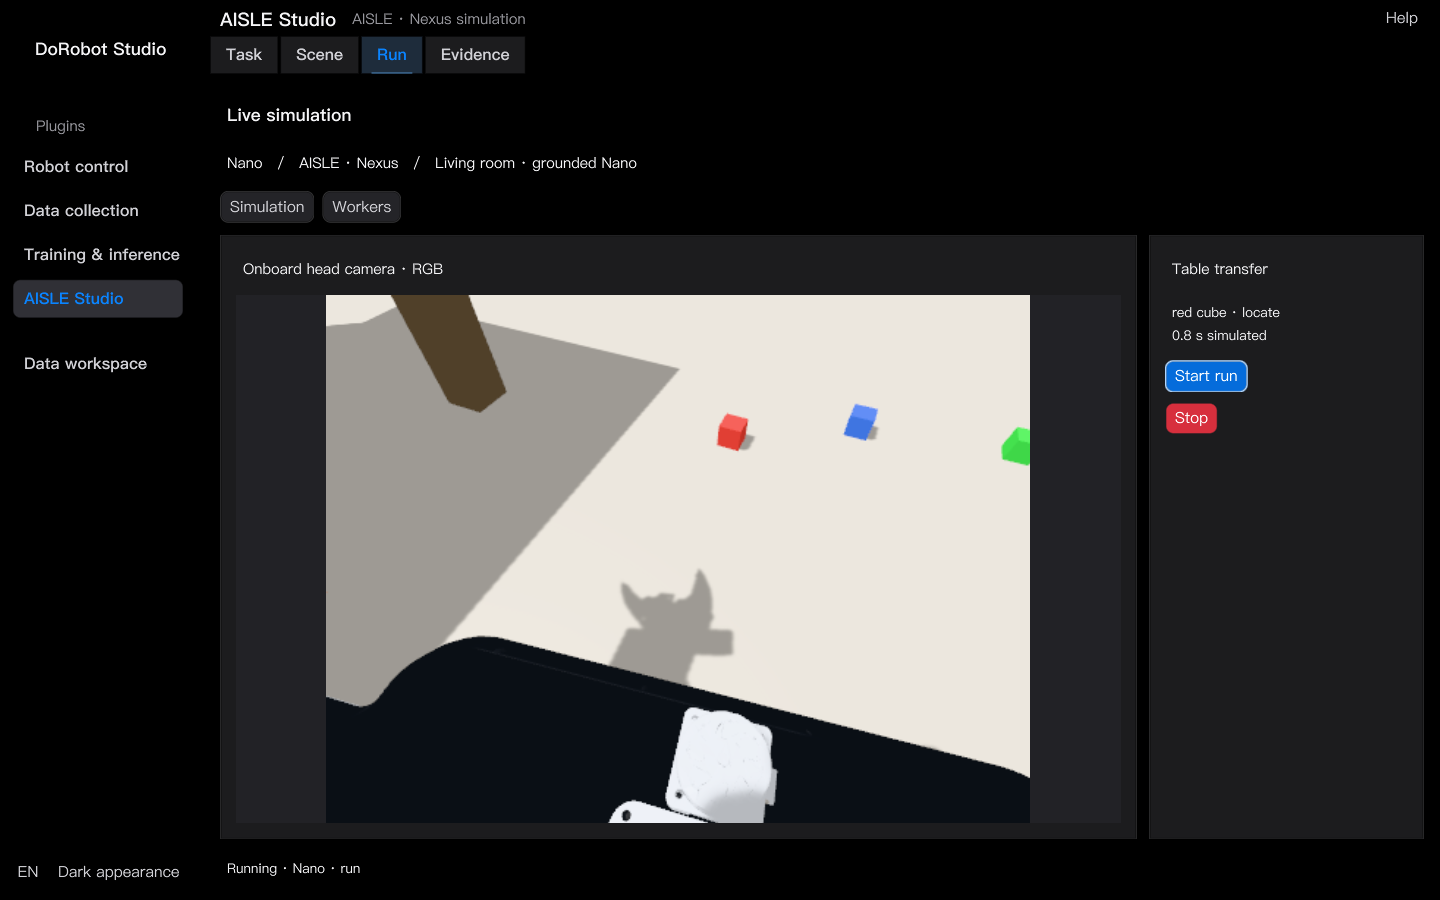 DoRobot Studio
AISLE Studio AISLE · Nexus simulation
Help
Task Scene Run Evidence
Plugins
Robot control
Data collection
Training & inference
AISLE Studio
Data workspace
Live simulation
Nano / AISLE · Nexus / Living room · grounded Nano
Simulation Workers
Onboard head camera · RGB
Table transfer
red cube · locate
0.8 s simulated
Start run
Stop
EN Dark appearance
Running · Nano · run